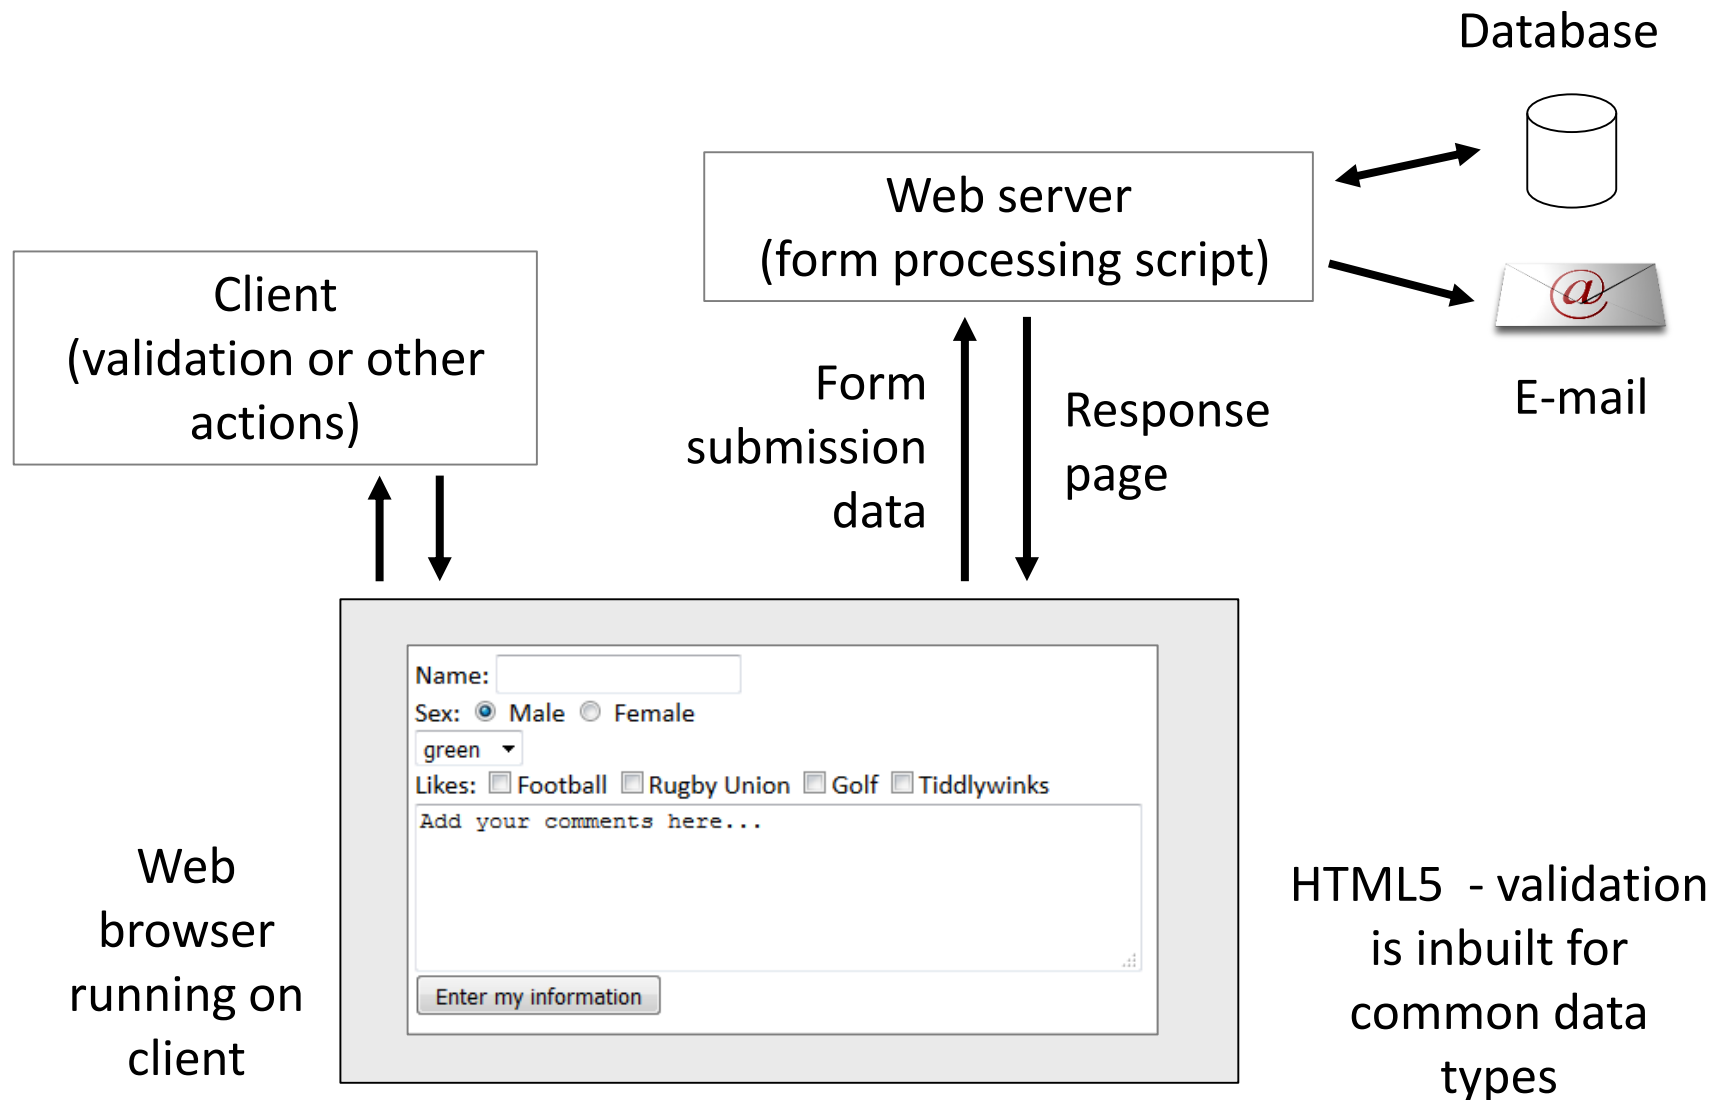 Database
Web server
(form processing script)
Client
(validation or other
actions)
@
E-mail
Form
submission
data
Response
page
Name:
Sex: Male Female
green
Likes: Football Rugby Union Golf Tiddlywinks
Add your comments here...
Enter my information
Web
browser
running on
client
HTML5 - validation
is inbuilt for
common data
types